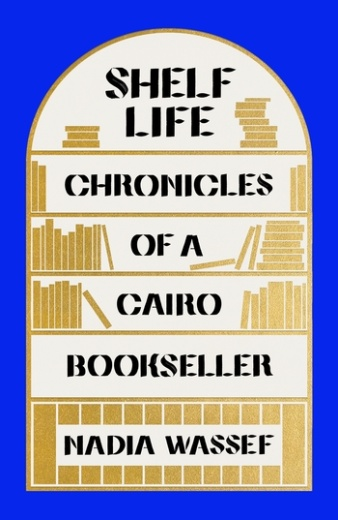 SHELF
LIFE
CHRONICLES
OF A
CAIRO
BOOKSELLER
NADIA WASSEF